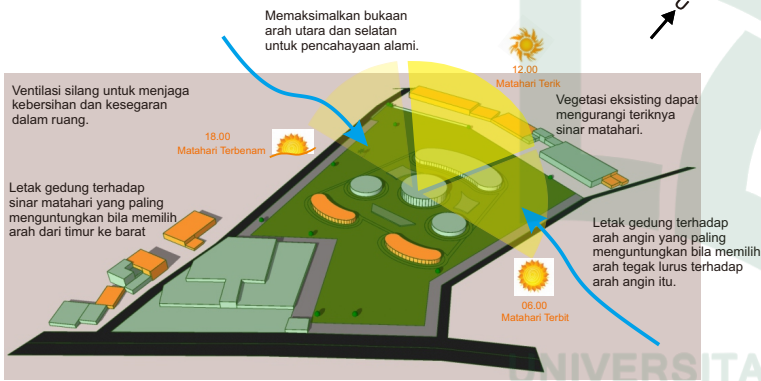 Memaksimalkan bukaan
arah utara dan selatan
untuk pencahayaan alami.
U
12.00
Matahari Terik
Ventilasi silang untuk menjaga
kebersihan dan kesegaran
dalam ruang.
Vegetasi eksisting dapat
mengurangi teriknya
sinar matahari.
18.00
Matahari Terbenam
Letak gedung terhadap
sinar matahari yang paling
menguntungkan bila memilih
arah dari timur ke barat
Letak gedung terhadap
arah angin yang paling
menguntungkan bila memilih
arah tegak lurus terhadap
arah angin itu.
06.00
Matahari Terbit
UNIVERSITA